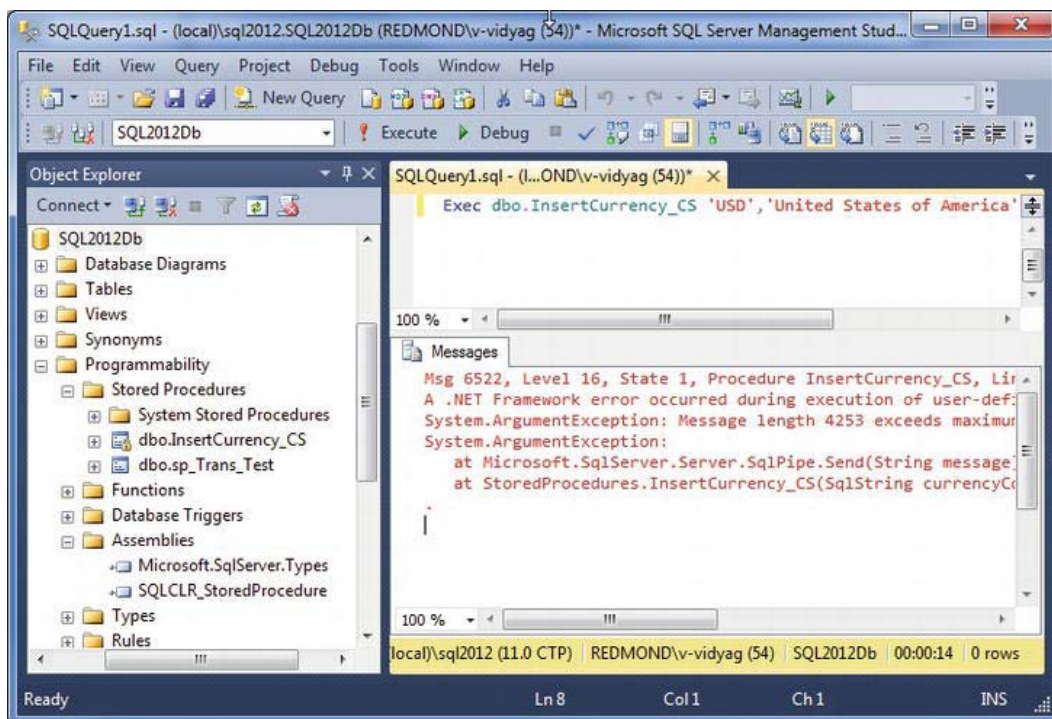 SQLQuery1.sql - (local)\sql2012.SQL2012Db (REDMOND\v-vidyag (54))* - Microsoft SQL Server Management Stud...
File Edit View Query Project Debug Tools Window Help
New Query
SQL2012Db
Execute Debug
Object Explorer
Connect
SQL2012Db
Database Diagrams
Tables
Views
Synonyms
Programmability
Stored Procedures
System Stored Procedures
dbo.InsertCurrency_CS
dbo.sp_Trans_Test
Functions
Database Triggers
Assemblies
Microsoft.SqlServer.Types
SQLCLR_StoredProcedure
Types
Rules
SQLQuery1.sql - (l...OND\v-vidyag (54))*
Exec dbo.InsertCurrency_CS 'USD','United States of America'
100 %
Messages
Msg 6522, Level 16, State 1, Procedure InsertCurrency_CS,
A .NET Framework error occurred during execution of
System.ArgumentException: Message length 4253 exceeds
System.ArgumentException:
at Microsoft.SqlServer.Server.SqlPipe.Send(String message
at StoredProcedures.InsertCurrency_CS(SqlString
.
100 %
local)\sql2012 (11.0 CTP) REDMOND\v-vidyag (54) SQL2012Db 00:00:14 0 rows
Ready Ln 8 Col 1 Ch 1 INS